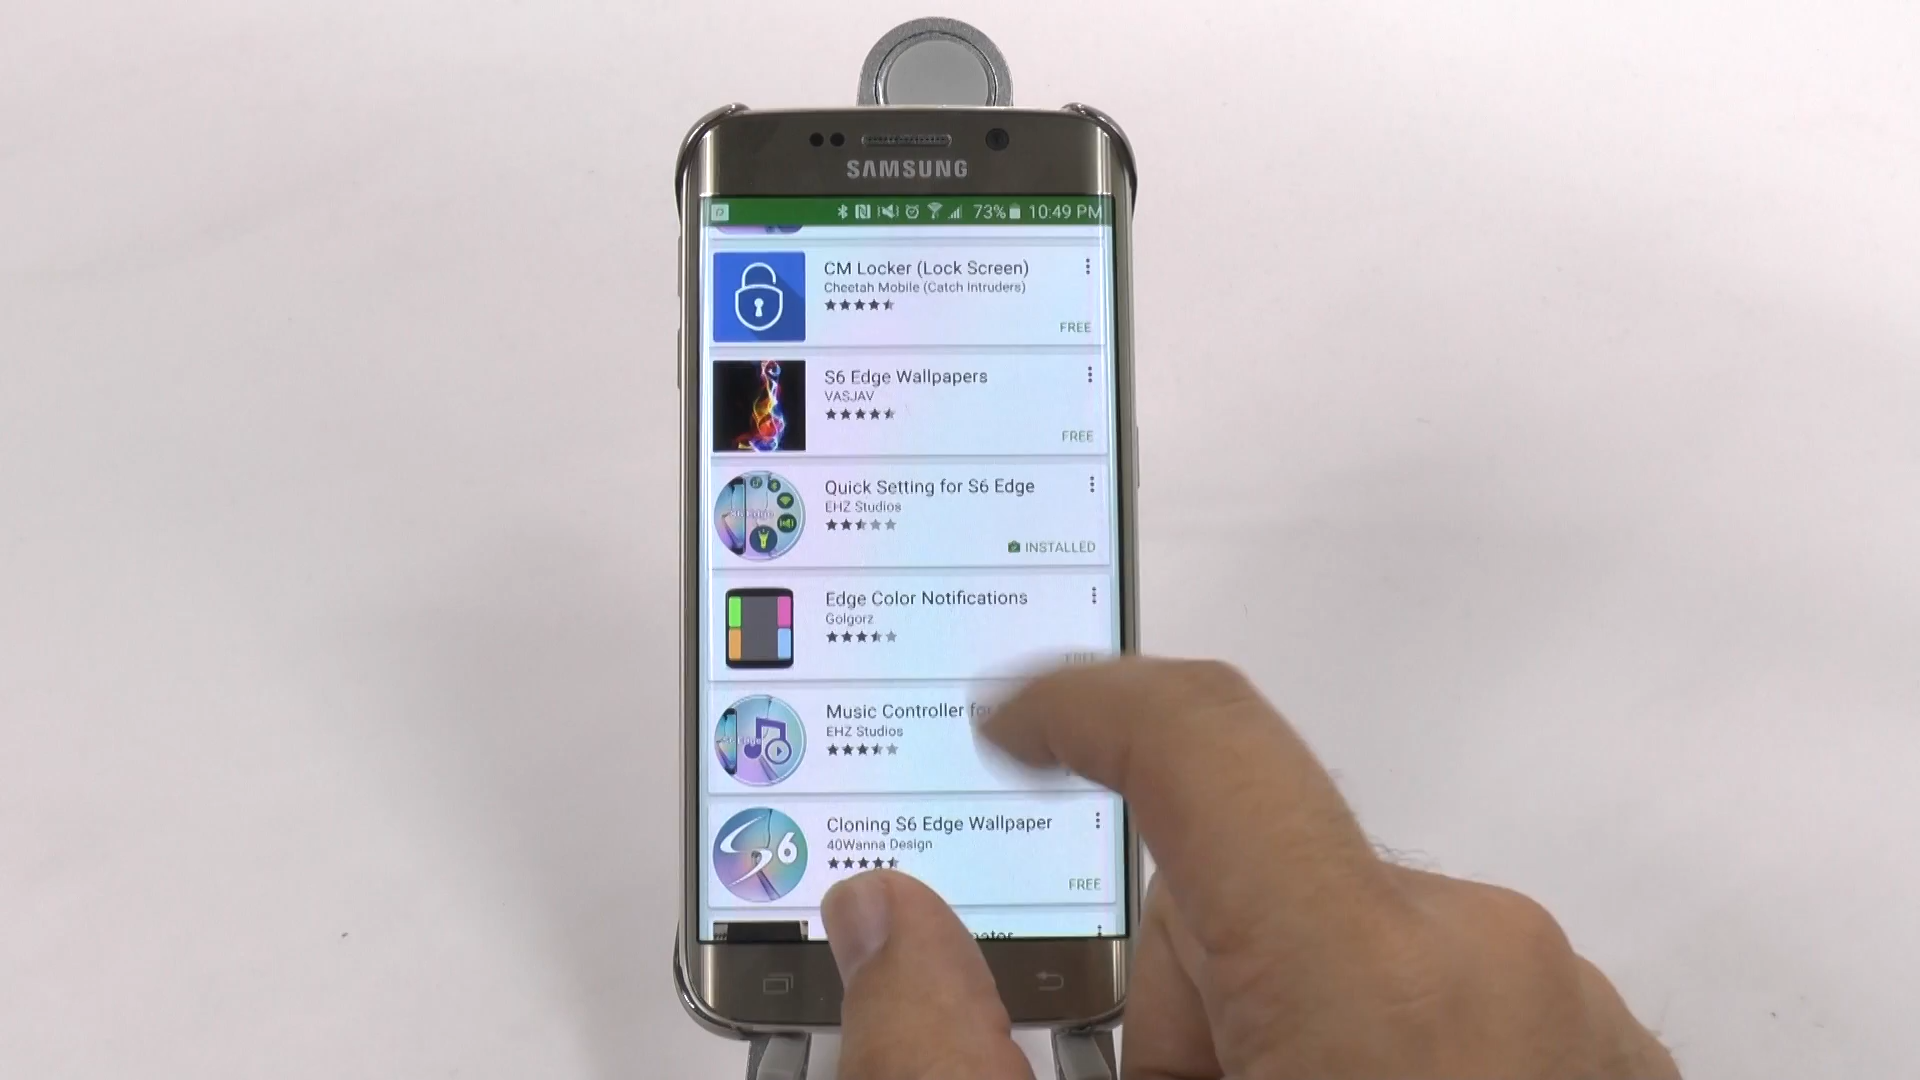 SAMSUNG
73% 10:49 PM
CM Locker (Lock Screen)
Cheetah Mobile (Catch Intruders)
FREE
S6 Edge Wallpapers
VASJAV
FREE
Quick Setting for S6 Edge
EHZ Studios
INSTALLED
Edge Color Notifications
Golgorz
FREE
Music Controller for
EHZ Studios
Cloning S6 Edge Wallpaper
40Wanna Design
FREE